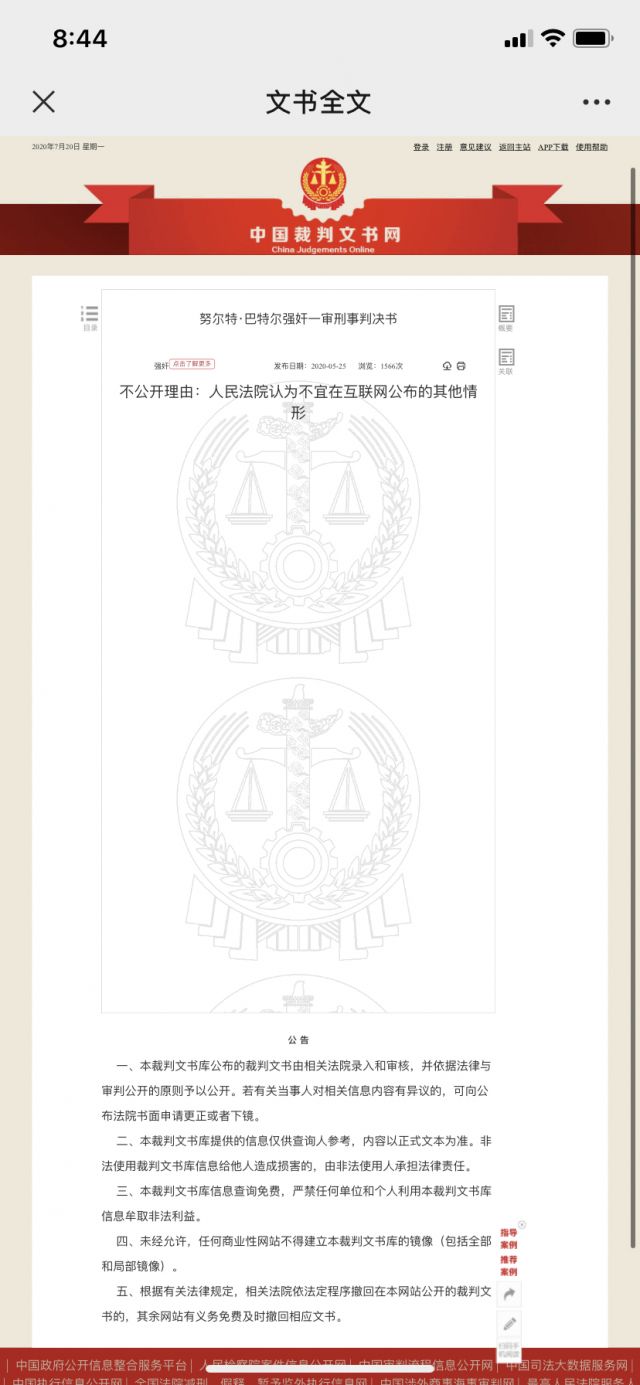 8:44
文书全文
2020年7月20日 星期一
登录 注册 意见建议 返回主站 APP下载 使用帮助
中国裁判文书网
China Judgements Online
目录
概要
关联
努尔特·巴特尔强奸一审刑事判决书
强奸 点击了解更多 发布日期：2020-05-25 浏览：1566次
不公开理由：人民法院认为不宜在互联网公布的其他情
形
公 告
一、本裁判文书库公布的裁判文书由相关法院录入和审核，并依据法律与
审判公开的原则予以公开。若有关当事人对相关信息内容有异议的，可向公
布法院书面申请更正或者下镜。
二、本裁判文书库提供的信息仅供查询人参考，内容以正式文本为准。非
法使用裁判文书库信息给他人造成损害的，由非法使用人承担法律责任。
三、本裁判文书库信息查询免费，严禁任何单位和个人利用本裁判文书库
信息牟取非法利益。
四、未经允许，任何商业性网站不得建立本裁判文书库的镜像（包括全部
和局部镜像）。
五、根据有关法律规定，相关法院依法定程序撤回在本网站公开的裁判文
书的，其余网站有义务免费及时撤回相应文书。
指导
案例
推荐
案例
| 中国政府公开信息整合服务平台 | 人民检察院案件信息公开网 | 中国审判流程信息公开网 | 中国司法大数据服务网 |
中国执行信息公开网 | 全国法院减刑、假释、暂予监外执行信息网 | 中国涉外商事海事审判网 | 最高人民法院服务人